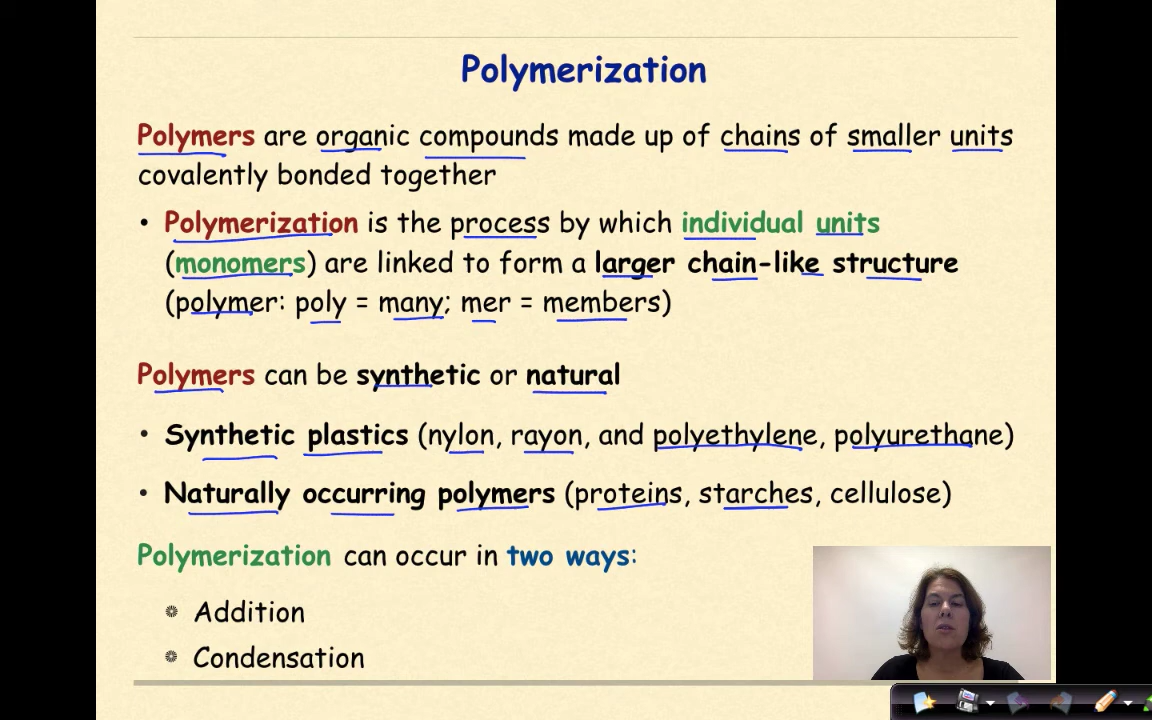 Polymerization
Polymers are organic compounds made up of chains of smaller units
covalently bonded together
• Polymerization is the process by which individual units
(monomers) are linked to form a larger chain-like structure
(polymer: poly = many; mer = members)
Polymers can be synthetic or natural
• Synthetic plastics (nylon, rayon, and polyethylene, polyurethane)
• Naturally occurring polymers (proteins, starches, cellulose)
Polymerization can occur in two ways:
Addition
Condensation